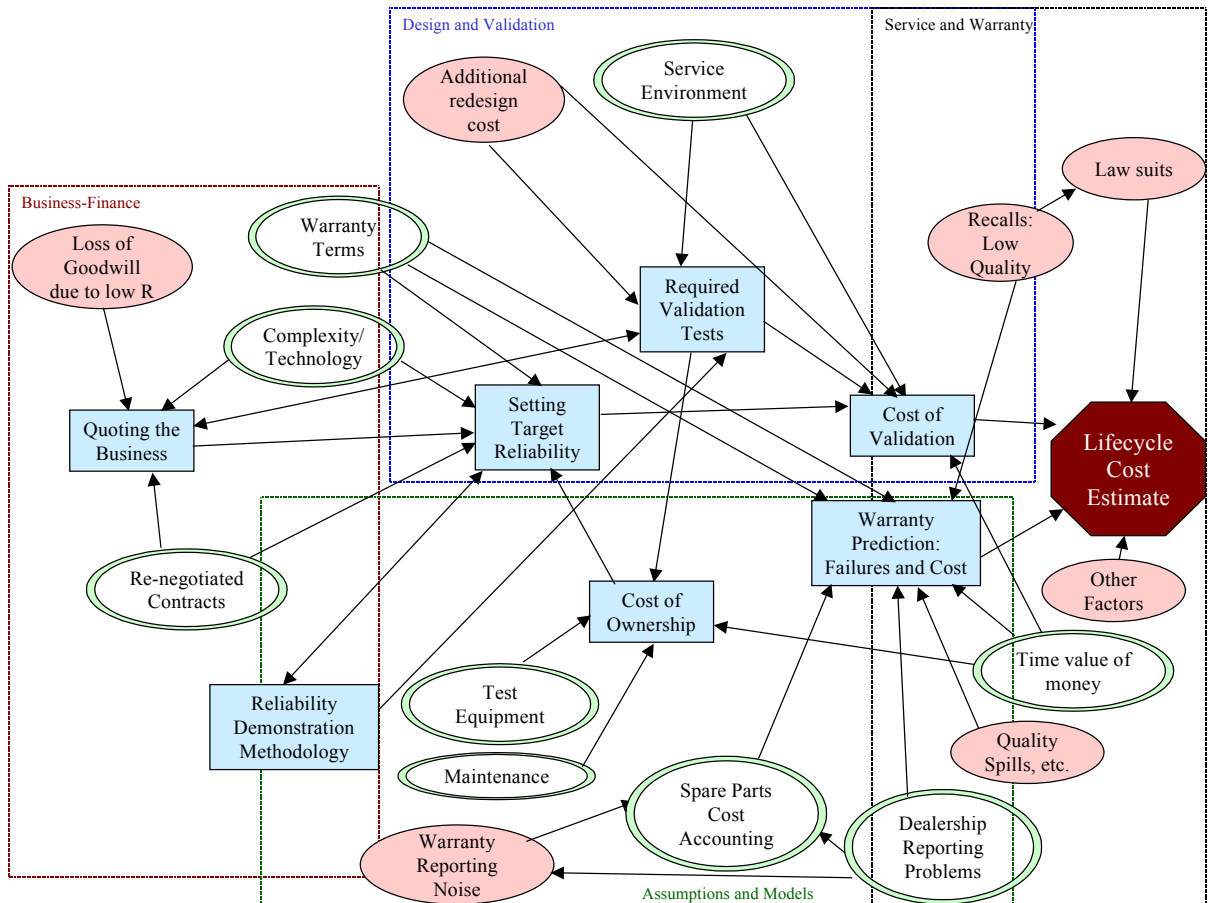 Design and Validation
Service and Warranty
Additional
redesign
cost
Service
Environment
Law suits
Business-Finance
Warranty
Terms
Recalls:
Low
Quality
Loss of
Goodwill
due to low R
Required
Validation
Tests
Complexity/
Technology
Setting
Target
Reliability
Cost of
Validation
Quoting the
Business
Lifecycle
Cost
Estimate
Warranty
Prediction:
Failures and Cost
Re-negotiated
Contracts
Other
Factors
Cost of
Ownership
Time value of
money
Reliability
Demonstration
Methodology
Test
Equipment
Quality
Spills, etc.
Maintenance
Spare Parts
Cost
Accounting
Dealership
Reporting
Problems
Warranty
Reporting
Noise
Assumptions and Models